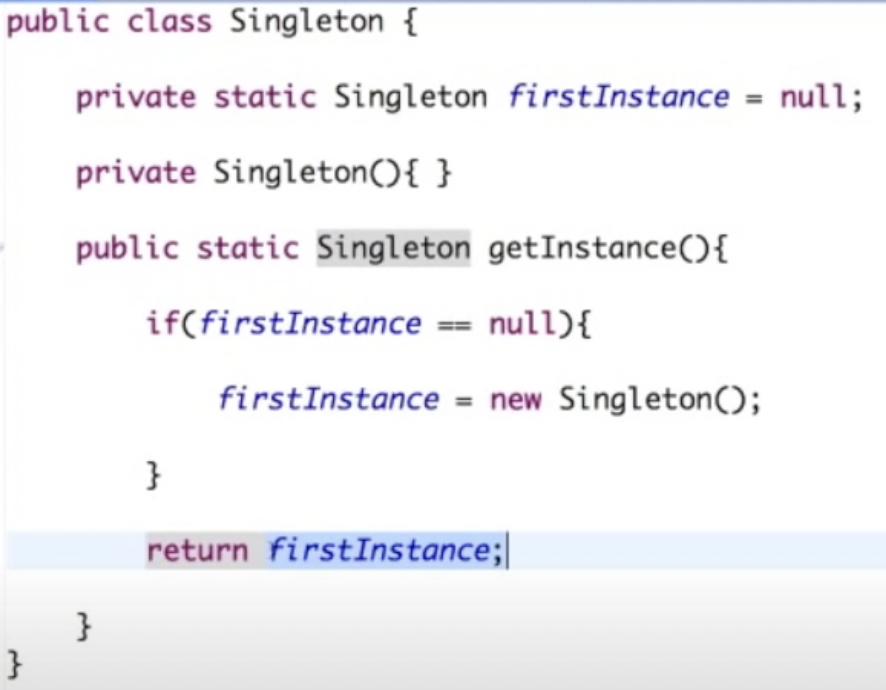 public class Singleton {
private static Singleton firstInstance = null;
private Singleton(){ }
public static Singleton getInstance(){
if(firstInstance == null){
firstInstance = new Singleton();
}
return firstInstance;
}
}